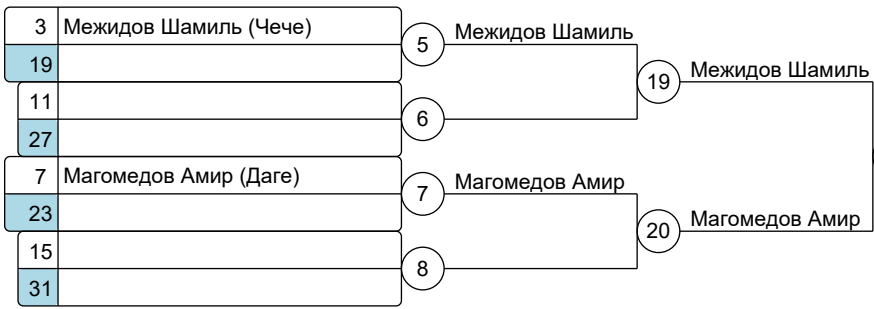 3 Межидов Шамиль (Чече)
19
5 Межидов Шамиль
11
27
6
19 Межидов Шамиль
7 Магомедов Амир (Даге)
23
7 Магомедов Амир
15
31
8
20 Магомедов Амир